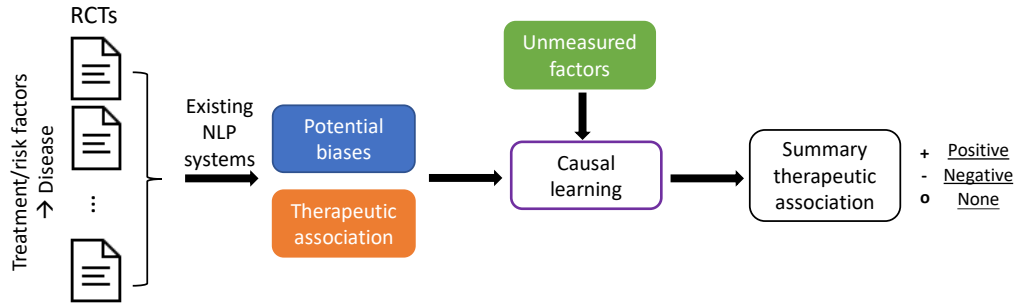 RCTs
Treatment/risk factors
→ Disease
...
Existing
NLP
systems
Potential
biases
Therapeutic
association
Unmeasured
factors
Causal
learning
Summary
therapeutic
association
+ Positive
- Negative
o None